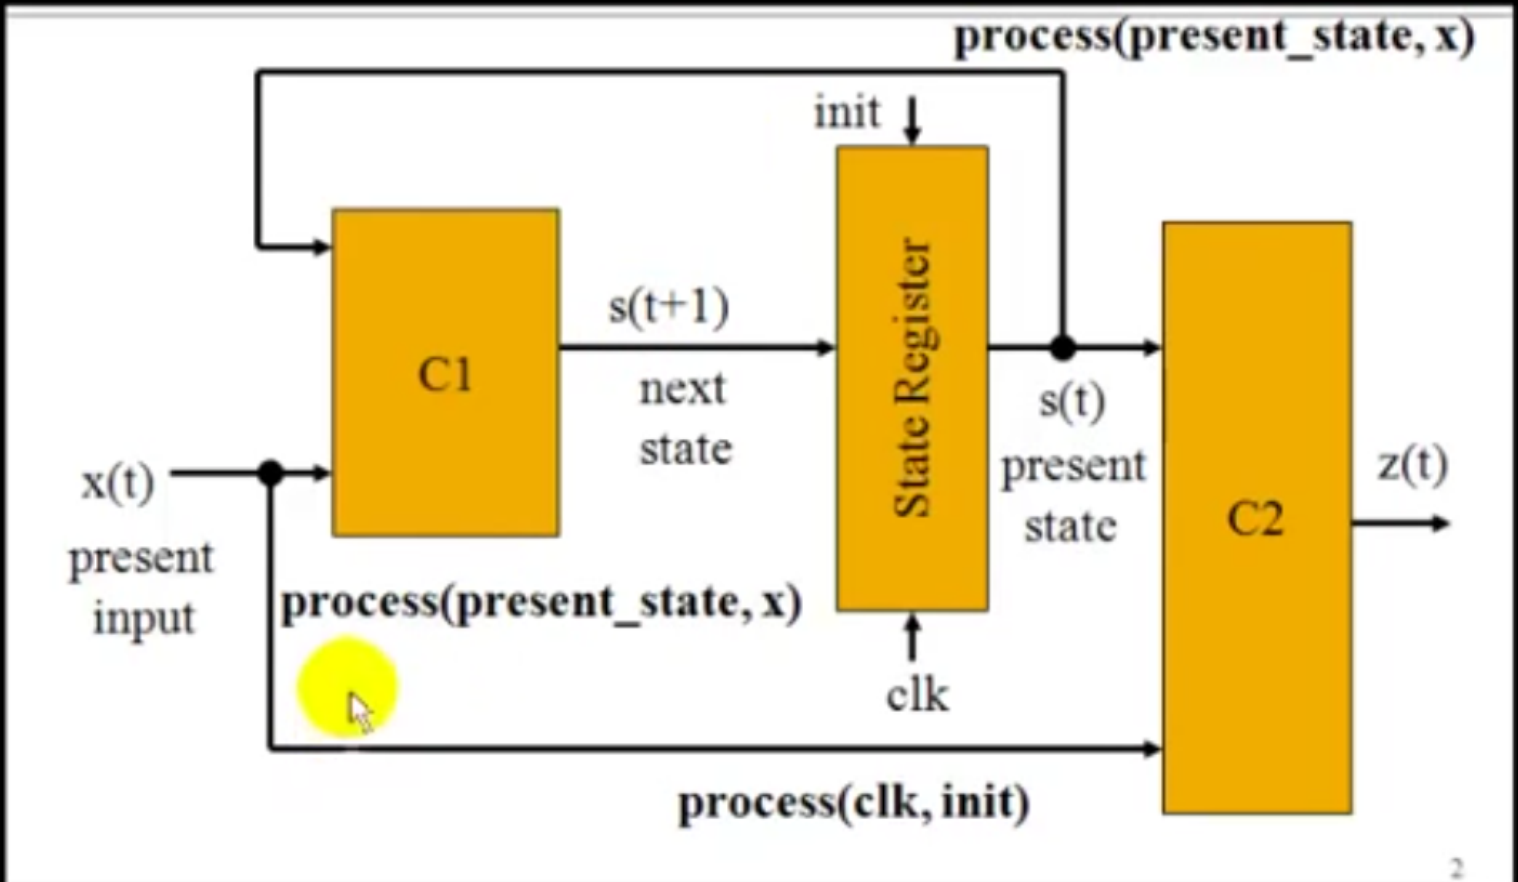 process(present_state, x)
init
State Register
s(t+1)
next
state
C1
s(t)
present
state
x(t)
present
input
z(t)
C2
process(present_state, x)
clk
process(clk, init)
2